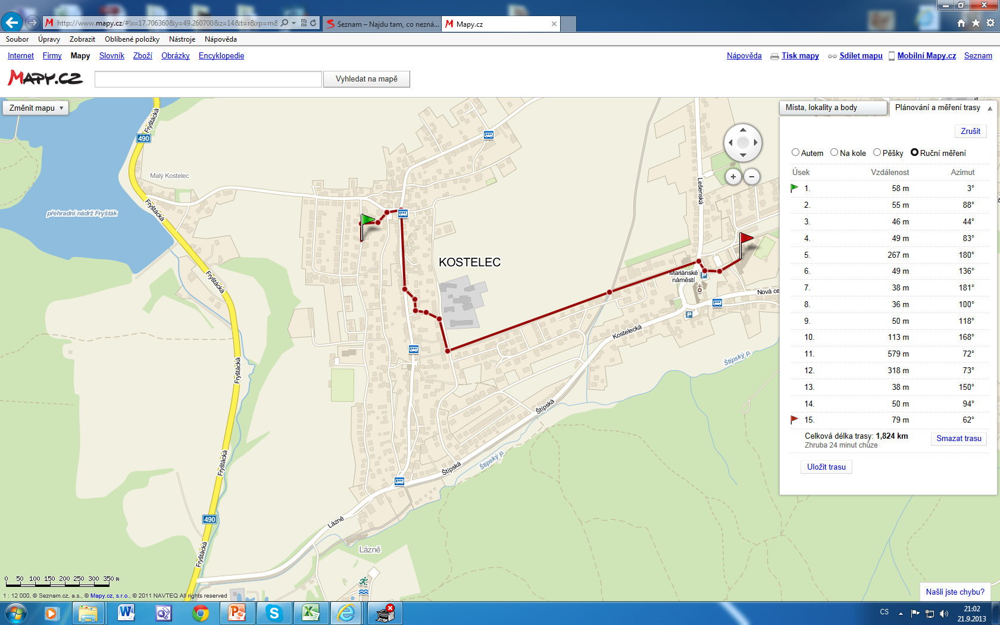 http://www.mapy.cz/#!x=17.706360&y=49.260700&z=14&t=r&rp=m8
Seznam – Najdu tam, co nezná...
Mapy.cz
Soubor Úpravy Zobrazit Oblíbené položky Nástroje Nápověda
Internet Firmy Mapy Slovník Zboží Obrázky Encyklopedie
Nápověda Tisk mapy Sdílet mapu Mobilní Mapy.cz Seznam
MAPY.CZ
Vyhledat na mapě
Změnit mapu
Místa, lokality a body
Plánování a měření trasy
Zrušit
Autem Na kole Pěšky Ruční měření
Úsek Vzdálenost Azimut
1. 58 m 3°
2. 55 m 88°
3. 46 m 44°
4. 49 m 83°
5. 267 m 180°
6. 49 m 136°
7. 38 m 181°
8. 36 m 100°
9. 50 m 118°
10. 113 m 168°
11. 579 m 72°
12. 318 m 73°
13. 38 m 150°
14. 50 m 94°
15. 79 m 62°
Celková délka trasy: 1,824 km
Zhruba 24 minut chůze
Smazat trasu
Uložit trasu
Fryštácká
490
Malý Kostelec
přehradní nádrž Fryšták
Fryštácká
Lešenská
KOSTELEC
Mariánské
náměstí
Fryštácká
Nová ce
Kostelecká
Štípský p.
Fryštácká
Štípská
Štípský p.
Štípská
Fryštácká
490
Lázně
Fryštácká
Lázně
0 50 100 150 200 250 300 350 m
1 : 12 000, © Seznam.cz, a.s., © Mapy.cz, s.r.o., © 2011 NAVTEQ All rights reserved
Našli jste chybu?
CS
21:02
21.9.2013